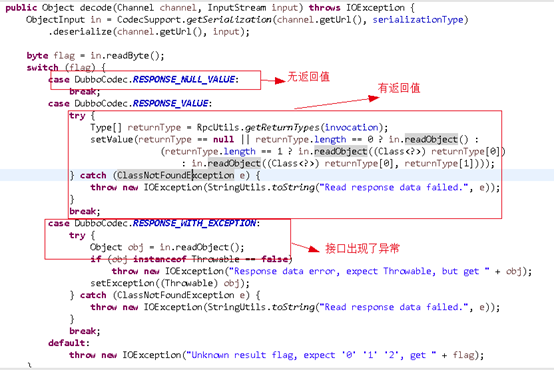 public Object decode(Channel channel, InputStream input) throws IOException {
ObjectInput in = CodecSupport.getSerialization(channel.getUrl(), serializationType)
.deserialize(channel.getUrl(), input);
byte flag = in.readByte();
switch (flag) {
case DubboCodec.RESPONSE_NULL_VALUE: 无返回值
break;
case DubboCodec.RESPONSE_VALUE: 有返回值
try {
Type[] returnType = RpcUtils.getReturnTypes(invocation);
setValue(returnType == null || returnType.length == 0 ? in.readObject() :
(returnType.length == 1 ? in.readObject((Class<?>) returnType[0])
: in.readObject((Class<?>) returnType[0], returnType[1])));
} catch (ClassNotFoundException e) {
throw new IOException(StringUtils.toString("Read response data failed.", e));
}
break;
case DubboCodec.RESPONSE_WITH_EXCEPTION:
try {
Object obj = in.readObject(); 接口出现了异常
if (obj instanceof Throwable == false)
throw new IOException("Response data error, expect Throwable, but get " + obj);
setException((Throwable) obj);
} catch (ClassNotFoundException e) {
throw new IOException(StringUtils.toString("Read response data failed.", e));
}
break;
default:
throw new IOException("Unknown result flag, expect '0' '1' '2', get " + flag);
}